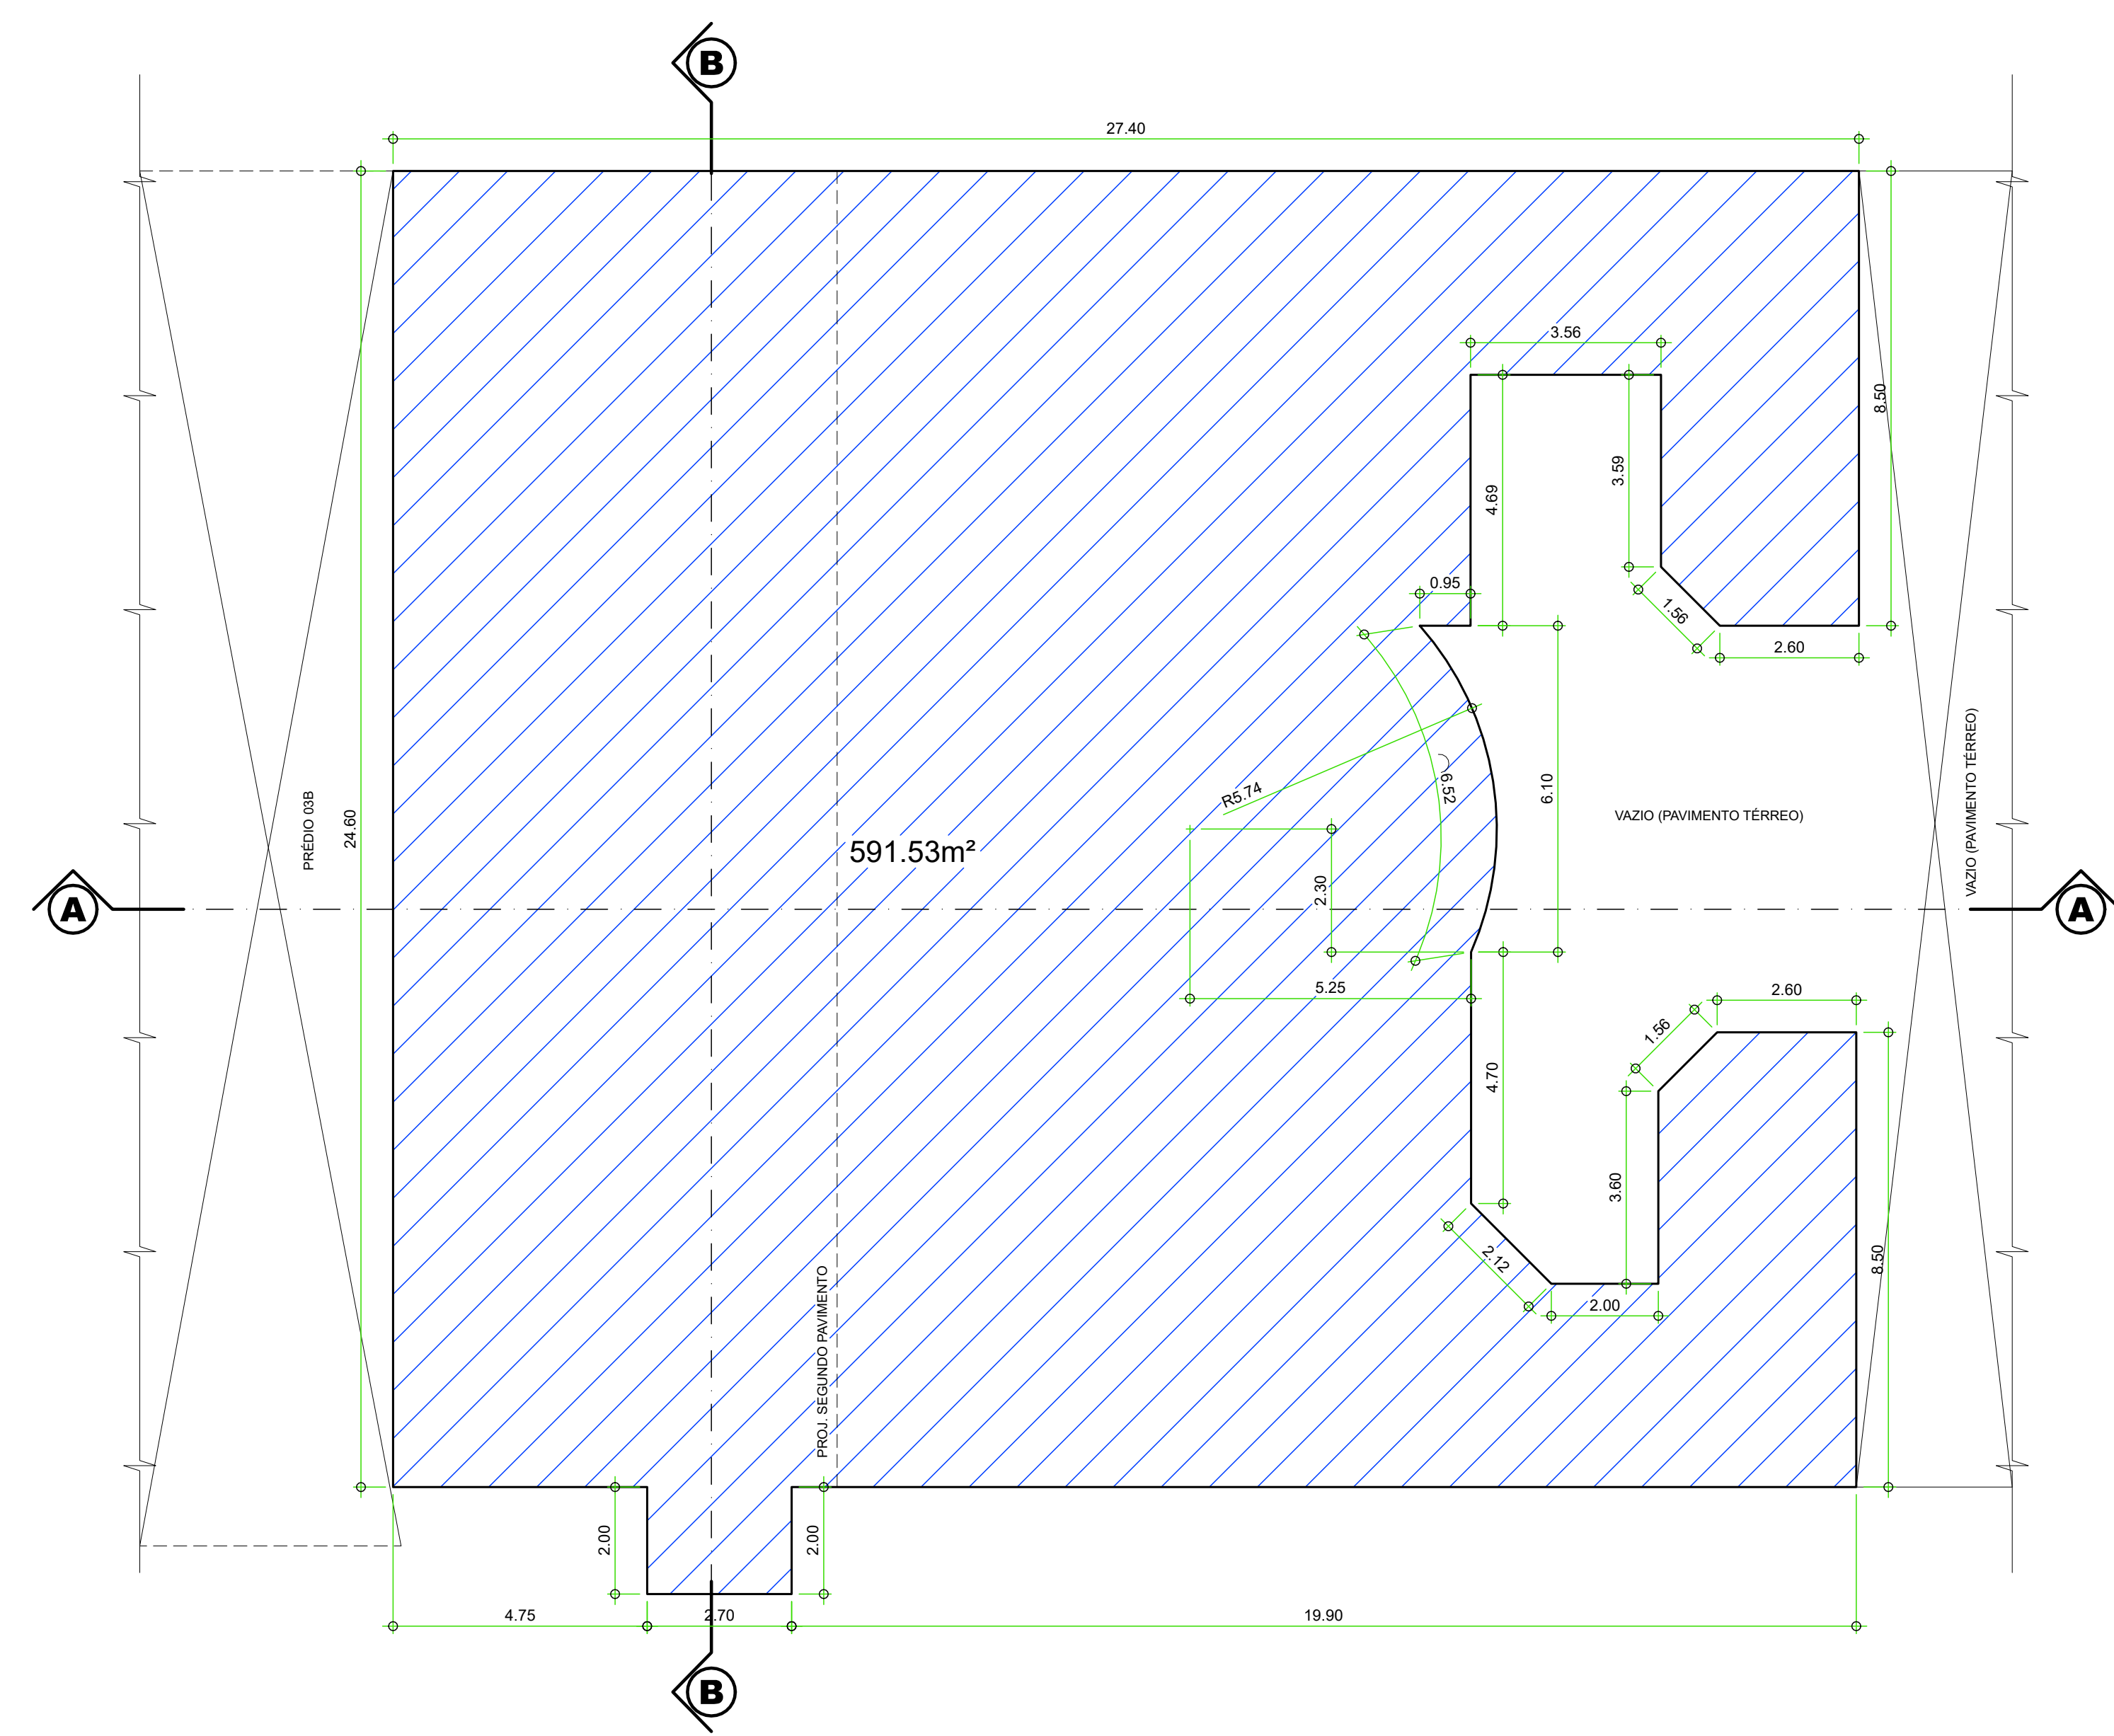 B
27.40
3.56
8.50
4.69
3.59
0.95
1.56
2.60
R5.74
6.52
6.10
VAZIO (PAVIMENTO TÉRREO)
VAZIO (PAVIMENTO TÉRREO)
PRÉDIO 03B
24.60
591.53m²
2.30
A
A
5.25
2.60
1.56
4.70
3.60
8.50
2.12
2.00
PROJ. SEGUNDO PAVIMENTO
2.00
2.00
4.75
2.70
19.90
B